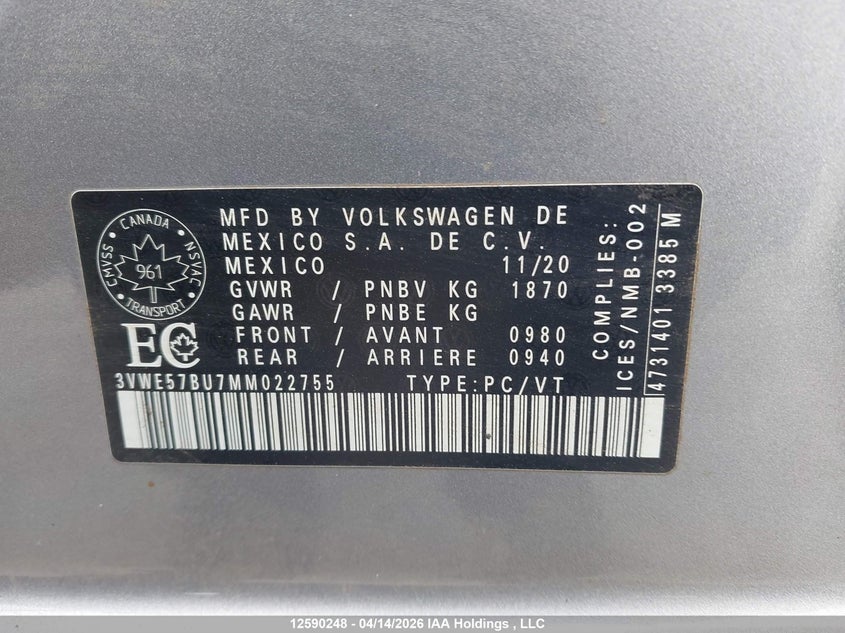 CANADA
CMVSS
NSVAC
961
TRANSPORT
EC
MFD BY VOLKSWAGEN DE
MEXICO S.A. DE C.V.
MEXICO 11/20
GVWR / PNBV KG 1870
GAWR / PNBE KG
FRONT / AVANT 0980
REAR / ARRIERE 0940
3VWE57BU7MM022755 TYPE:PC/VT
COMPLIES:
ICES/NMB-002
4731401 3385 M
12590248 - 04/14/2026 IAA Holdings , LLC